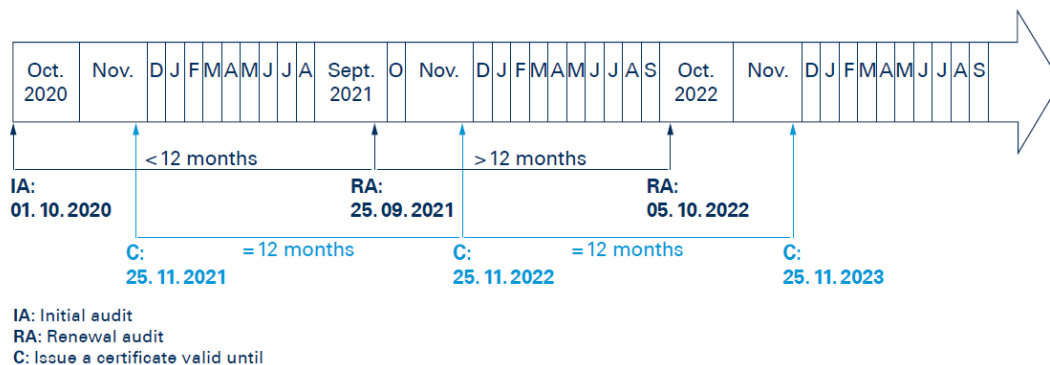 Oct. Nov. D J F M A M J J A Sept. O Nov. D J F M A M J J A S Oct. Nov. D J F M A M J J A S
2020 2021 2022
< 12 months > 12 months
IA: RA: RA:
01. 10. 2020 25. 09. 2021 05. 10. 2022
C: = 12 months C: = 12 months C:
25. 11. 2021 25. 11. 2022 25. 11. 2023
IA: Initial audit
RA: Renewal audit
C: Issue a certificate valid until